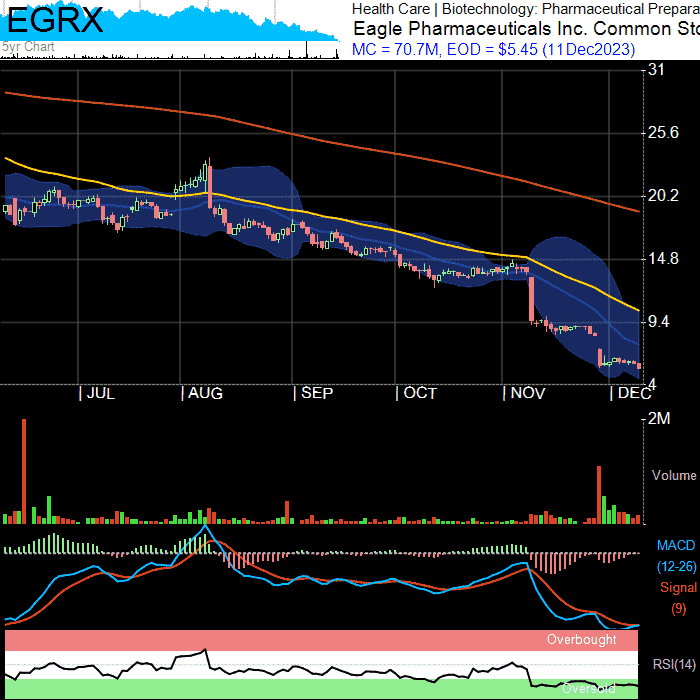 EGRX
Health Care | Biotechnology: Pharmaceutical Prepara
Eagle Pharmaceuticals Inc. Common Sto
5yr Chart
MC = 70.7M, EOD = $5.45 (11Dec2023)
31
25.6
20.2
14.8
9.4
4
| JUL | AUG | SEP | OCT | NOV | DEC
2M
Volume
MACD
(12-26)
Signal
(9)
Overbought
RSI(14)
Oversold